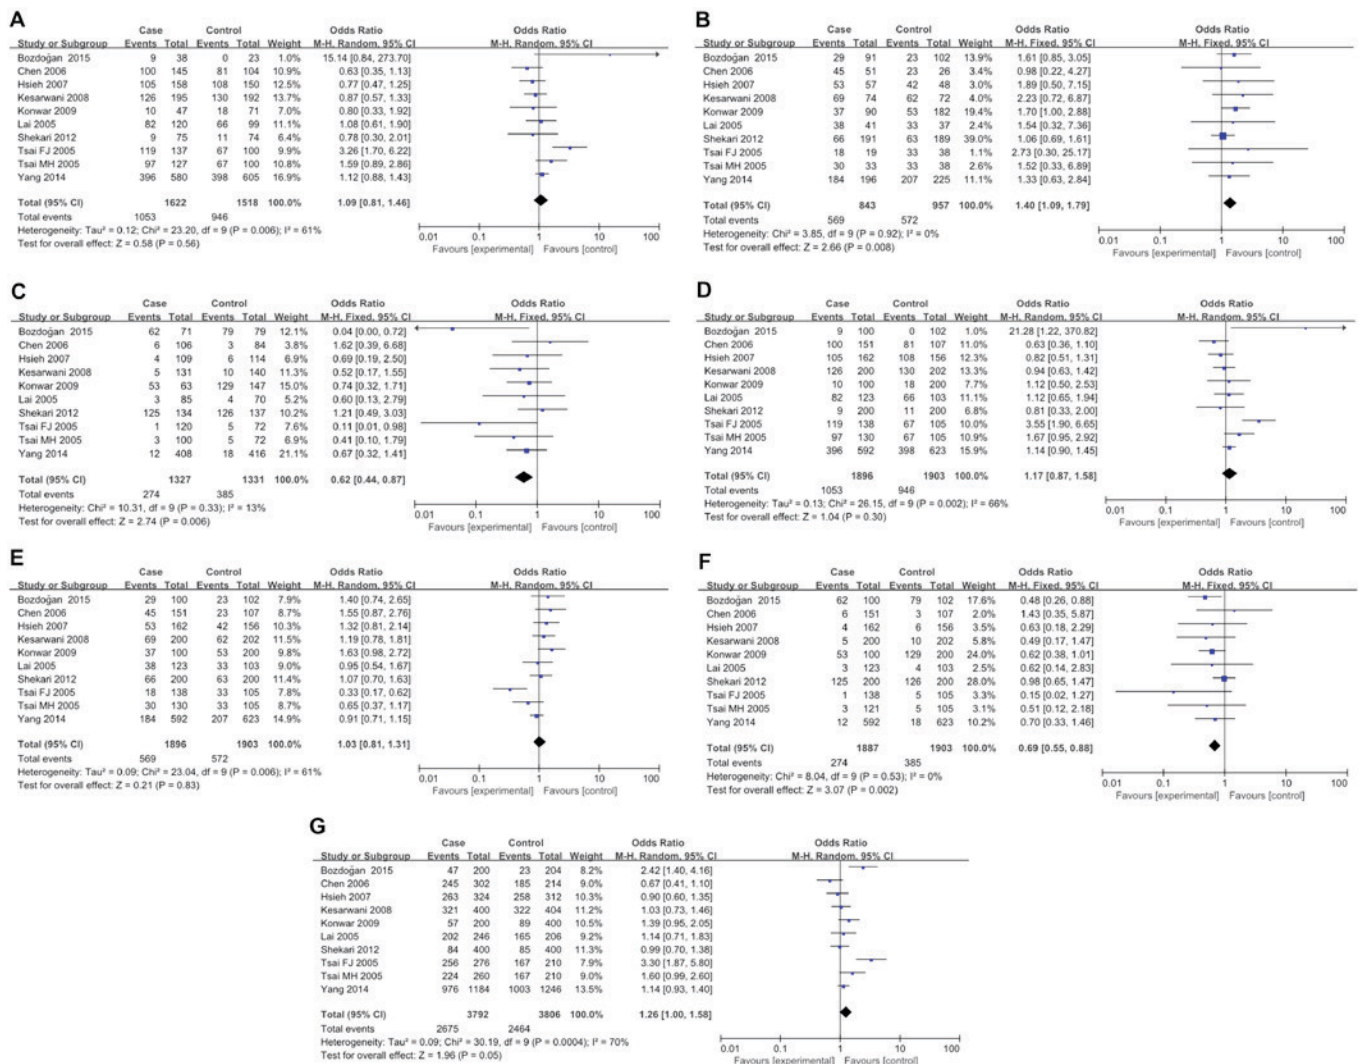 A
Case Control Odds Ratio Odds Ratio
Study or Subgroup Events Total Events Total Weight M-H. Random. 95% CI M-H. Random. 95% CI
Bozdoğan 2015 9 38 0 23 1.0% 15.14 [0.84, 273.70]
Chen 2006 100 145 81 104 10.9% 0.63 [0.35, 1.13]
Hsieh 2007 105 158 108 150 12.9% 0.77 [0.47, 1.25]
Kesarwani 2008 126 195 130 192 14.0% 0.87 [0.57, 1.33]
Konwar 2009 10 47 18 71 7.1% 0.80 [0.33, 1.92]
Lai 2005 82 120 66 99 11.1% 1.08 [0.61, 1.90]
Shekari 2012 9 75 11 74 6.5% 0.78 [0.30, 2.01]
Tsai FJ 2005 119 137 67 100 9.7% 3.26 [1.70, 6.22]
Tsai MH 2005 97 127 67 100 10.8% 1.59 [0.89, 2.86]
Yang 2014 396 580 398 605 16.9% 1.12 [0.88, 1.43]
Total (95% CI) 1622 1518 100.0% 1.09 [0.81, 1.46]
Total events 1053 946
Heterogeneity: Tau² = 0.12; Chi² = 23.20, df = 9 (P = 0.006); I² = 61%
Test for overall effect: Z = 0.58 (P = 0.56)
0.01 0.1 1 10 100
Favours [experimental] Favours [control]
B
Case Control Odds Ratio Odds Ratio
Study or Subgroup Events Total Events Total Weight M-H. Fixed. 95% CI M-H. Fixed. 95% CI
Bozdoğan 2015 29 91 23 102 13.9% 1.61 [0.85, 3.05]
Chen 2006 45 51 23 26 3.4% 0.98 [0.22, 4.27]
Hsieh 2007 53 57 42 48 3.0% 1.89 [0.50, 7.15]
Kesarwani 2008 69 74 62 72 3.7% 2.23 [0.72, 6.87]
Konwar 2009 37 90 53 182 19.4% 1.70 [1.00, 2.88]
Lai 2005 38 41 33 37 2.1% 1.54 [0.32, 7.36]
Shekari 2012 66 191 63 189 39.0% 1.06 [0.69, 1.61]
Tsai FJ 2005 18 19 33 38 1.1% 2.73 [0.30, 25.17]
Tsai MH 2005 30 33 33 38 2.4% 1.52 [0.33, 6.89]
Yang 2014 184 196 207 225 11.1% 1.33 [0.63, 2.84]
Total (95% CI) 843 957 100.0% 1.40 [1.09, 1.79]
Total events 569 572
Heterogeneity: Chi² = 3.85, df = 9 (P = 0.92); I² = 0%
Test for overall effect: Z = 2.66 (P = 0.008)
0.01 0.1 1 10 100
Favours [experimental] Favours [control]
C
Case Control Odds Ratio Odds Ratio
Study or Subgroup Events Total Events Total Weight M-H. Fixed. 95% CI M-H. Fixed. 95% CI
Bozdoğan 2015 62 71 79 79 12.1% 0.04 [0.00, 0.72]
Chen 2006 6 106 3 84 3.8% 1.62 [0.39, 6.68]
Hsieh 2007 4 109 6 114 6.9% 0.69 [0.19, 2.50]
Kesarwani 2008 5 131 10 140 11.3% 0.52 [0.17, 1.55]
Konwar 2009 53 63 129 147 15.0% 0.74 [0.32, 1.71]
Lai 2005 3 85 4 70 5.2% 0.60 [0.13, 2.79]
Shekari 2012 125 134 126 137 10.2% 1.21 [0.49, 3.03]
Tsai FJ 2005 1 120 5 72 7.5% 0.11 [0.01, 0.98]
Tsai MH 2005 3 100 5 72 6.9% 0.41 [0.10, 1.79]
Yang 2014 12 408 18 416 21.1% 0.67 [0.32, 1.41]
Total (95% CI) 1327 1331 100.0% 0.62 [0.44, 0.87]
Total events 274 385
Heterogeneity: Chi² = 10.31, df = 9 (P = 0.33); I² = 13%
Test for overall effect: Z = 2.74 (P = 0.006)
0.01 0.1 1 10 100
Favours [experimental] Favours [control]
D
Case Control Odds Ratio Odds Ratio
Study or Subgroup Events Total Events Total Weight M-H. Random. 95% CI M-H. Random. 95% CI
Bozdoğan 2015 9 100 0 102 1.0% 21.28 [1.22, 370.82]
Chen 2006 100 151 81 107 11.0% 0.63 [0.36, 1.10]
Hsieh 2007 105 162 108 156 12.6% 0.82 [0.51, 1.31]
Kesarwani 2008 126 200 130 202 13.3% 0.94 [0.63, 1.42]
Konwar 2009 10 100 18 200 7.7% 1.12 [0.50, 2.53]
Lai 2005 82 123 66 103 11.2% 1.12 [0.65, 1.94]
Shekari 2012 9 200 11 200 6.8% 0.81 [0.33, 2.00]
Tsai FJ 2005 119 138 67 105 9.7% 3.55 [1.90, 6.65]
Tsai MH 2005 97 130 67 105 10.9% 1.67 [0.95, 2.92]
Yang 2014 396 592 398 623 15.9% 1.14 [0.90, 1.45]
Total (95% CI) 1896 1903 100.0% 1.17 [0.87, 1.58]
Total events 1053 946
Heterogeneity: Tau² = 0.13; Chi² = 26.15, df = 9 (P = 0.002); I² = 66%
Test for overall effect: Z = 1.04 (P = 0.30)
0.01 0.1 1 10 100
Favours [experimental] Favours [control]
E
Case Control Odds Ratio Odds Ratio
Study or Subgroup Events Total Events Total Weight M-H. Random. 95% CI M-H. Random. 95% CI
Bozdoğan 2015 29 100 23 102 7.9% 1.40 [0.74, 2.65]
Chen 2006 45 151 23 107 8.7% 1.55 [0.87, 2.76]
Hsieh 2007 53 162 42 156 11.5% 1.32 [0.81, 2.14]
Kesarwani 2008 69 200 62 202 12.9% 1.19 [0.78, 1.81]
Konwar 2009 37 100 53 200 10.7% 1.63 [0.98, 2.72]
Lai 2005 38 123 33 103 9.0% 0.95 [0.54, 1.67]
Shekari 2012 66 200 63 200 12.8% 1.07 [0.70, 1.63]
Tsai FJ 2005 18 138 33 105 7.8% 0.33 [0.17, 0.62]
Tsai MH 2005 30 130 33 105 8.7% 0.65 [0.37, 1.17]
Yang 2014 184 592 207 623 14.9% 0.91 [0.71, 1.15]
Total (95% CI) 1896 1903 100.0% 1.03 [0.81, 1.31]
Total events 569 572
Heterogeneity: Tau² = 0.09; Chi² = 23.04, df = 9 (P = 0.006); I² = 61%
Test for overall effect: Z = 0.21 (P = 0.83)
0.01 0.1 1 10 100
Favours [experimental] Favours [control]
F
Case Control Odds Ratio Odds Ratio
Study or Subgroup Events Total Events Total Weight M-H. Fixed. 95% CI M-H. Fixed. 95% CI
Bozdoğan 2015 62 100 79 102 17.6% 0.48 [0.26, 0.88]
Chen 2006 6 151 3 107 2.0% 1.43 [0.35, 5.87]
Hsieh 2007 4 162 6 156 3.5% 0.63 [0.18, 2.29]
Kesarwani 2008 5 200 10 202 5.8% 0.49 [0.17, 1.47]
Konwar 2009 53 100 129 200 24.0% 0.62 [0.38, 1.01]
Lai 2005 3 123 4 103 2.5% 0.62 [0.14, 2.83]
Shekari 2012 125 200 126 200 28.0% 0.98 [0.65, 1.47]
Tsai FJ 2005 1 138 5 105 3.3% 0.15 [0.02, 1.27]
Tsai MH 2005 3 121 5 105 3.1% 0.51 [0.12, 2.18]
Yang 2014 12 592 18 623 10.2% 0.70 [0.33, 1.46]
Total (95% CI) 1887 1903 100.0% 0.69 [0.55, 0.88]
Total events 274 385
Heterogeneity: Chi² = 8.04, df = 9 (P = 0.53); I² = 0%
Test for overall effect: Z = 3.07 (P = 0.002)
0.01 0.1 1 10 100
Favours [experimental] Favours [control]
G
Case Control Odds Ratio Odds Ratio
Study or Subgroup Events Total Events Total Weight M-H. Random. 95% CI M-H. Random. 95% CI
Bozdoğan 2015 47 200 23 204 8.2% 2.42 [1.40, 4.16]
Chen 2006 245 302 185 214 9.0% 0.67 [0.41, 1.10]
Hsieh 2007 263 324 258 312 10.4% 0.90 [0.60, 1.35]
Kesarwani 2008 321 400 322 404 11.2% 1.03 [0.73, 1.46]
Konwar 2009 57 200 89 400 10.5% 1.39 [0.95, 2.05]
Lai 2005 202 246 165 206 9.2% 1.14 [0.71, 1.83]
Shekari 2012 84 400 85 400 11.3% 0.99 [0.70, 1.38]
Tsai FJ 2005 256 276 167 210 7.9% 3.30 [1.87, 5.80]
Tsai MH 2005 224 260 167 210 9.0% 1.60 [0.99, 2.60]
Yang 2014 976 1184 1003 1246 13.5% 1.14 [0.93, 1.40]
Total (95% CI) 3792 3806 100.0% 1.26 [1.00, 1.58]
Total events 2675 2464
Heterogeneity: Tau² = 0.09; Chi² = 30.19, df = 9 (P = 0.0004); I² = 70%
Test for overall effect: Z = 1.96 (P = 0.05)
0.01 0.1 1 10 100
Favours [experimental] Favours [control]